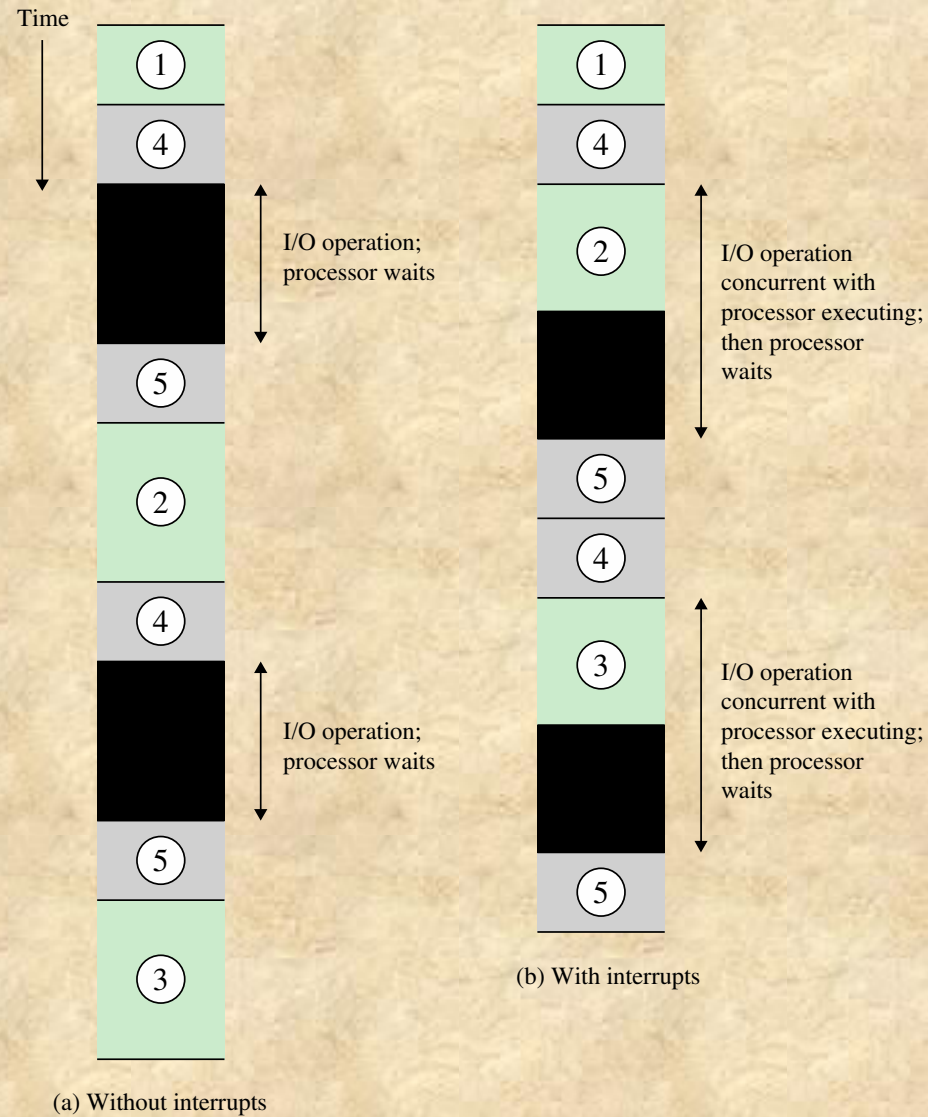 Time
1
4
I/O operation;
processor waits
5
2
4
I/O operation;
processor waits
5
3
(a) Without interrupts
1
4
2
I/O operation
concurrent with
processor executing;
then processor
waits
5
4
3
I/O operation
concurrent with
processor executing;
then processor
waits
5
(b) With interrupts